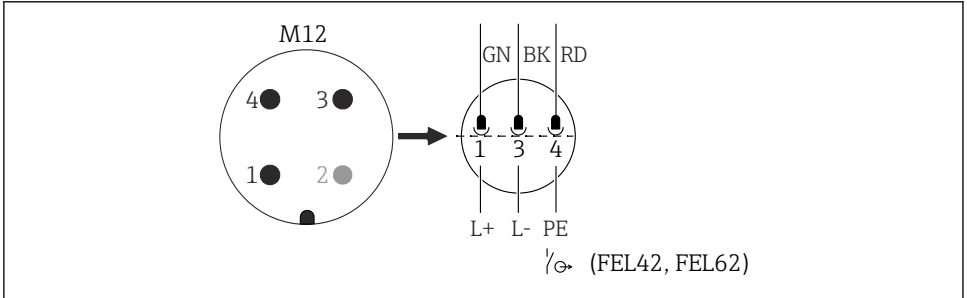 M12
GN BK RD
4 3
1 3 4
1 2
L+ L- PE
(FEL42, FEL62)